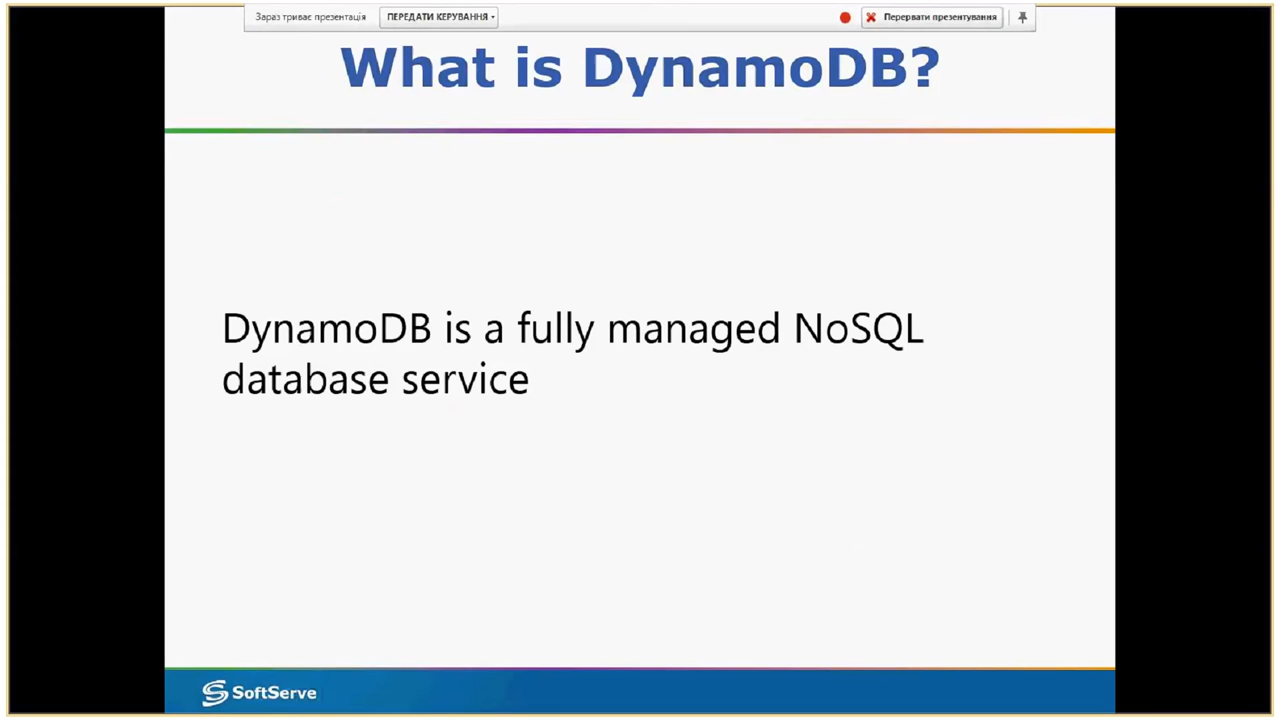 Зараз триває презентація
ПЕРЕДАТИ КЕРУВАННЯ
Перервати презентування
What is DynamoDB?
DynamoDB is a fully managed NoSQL
database service
SoftServe